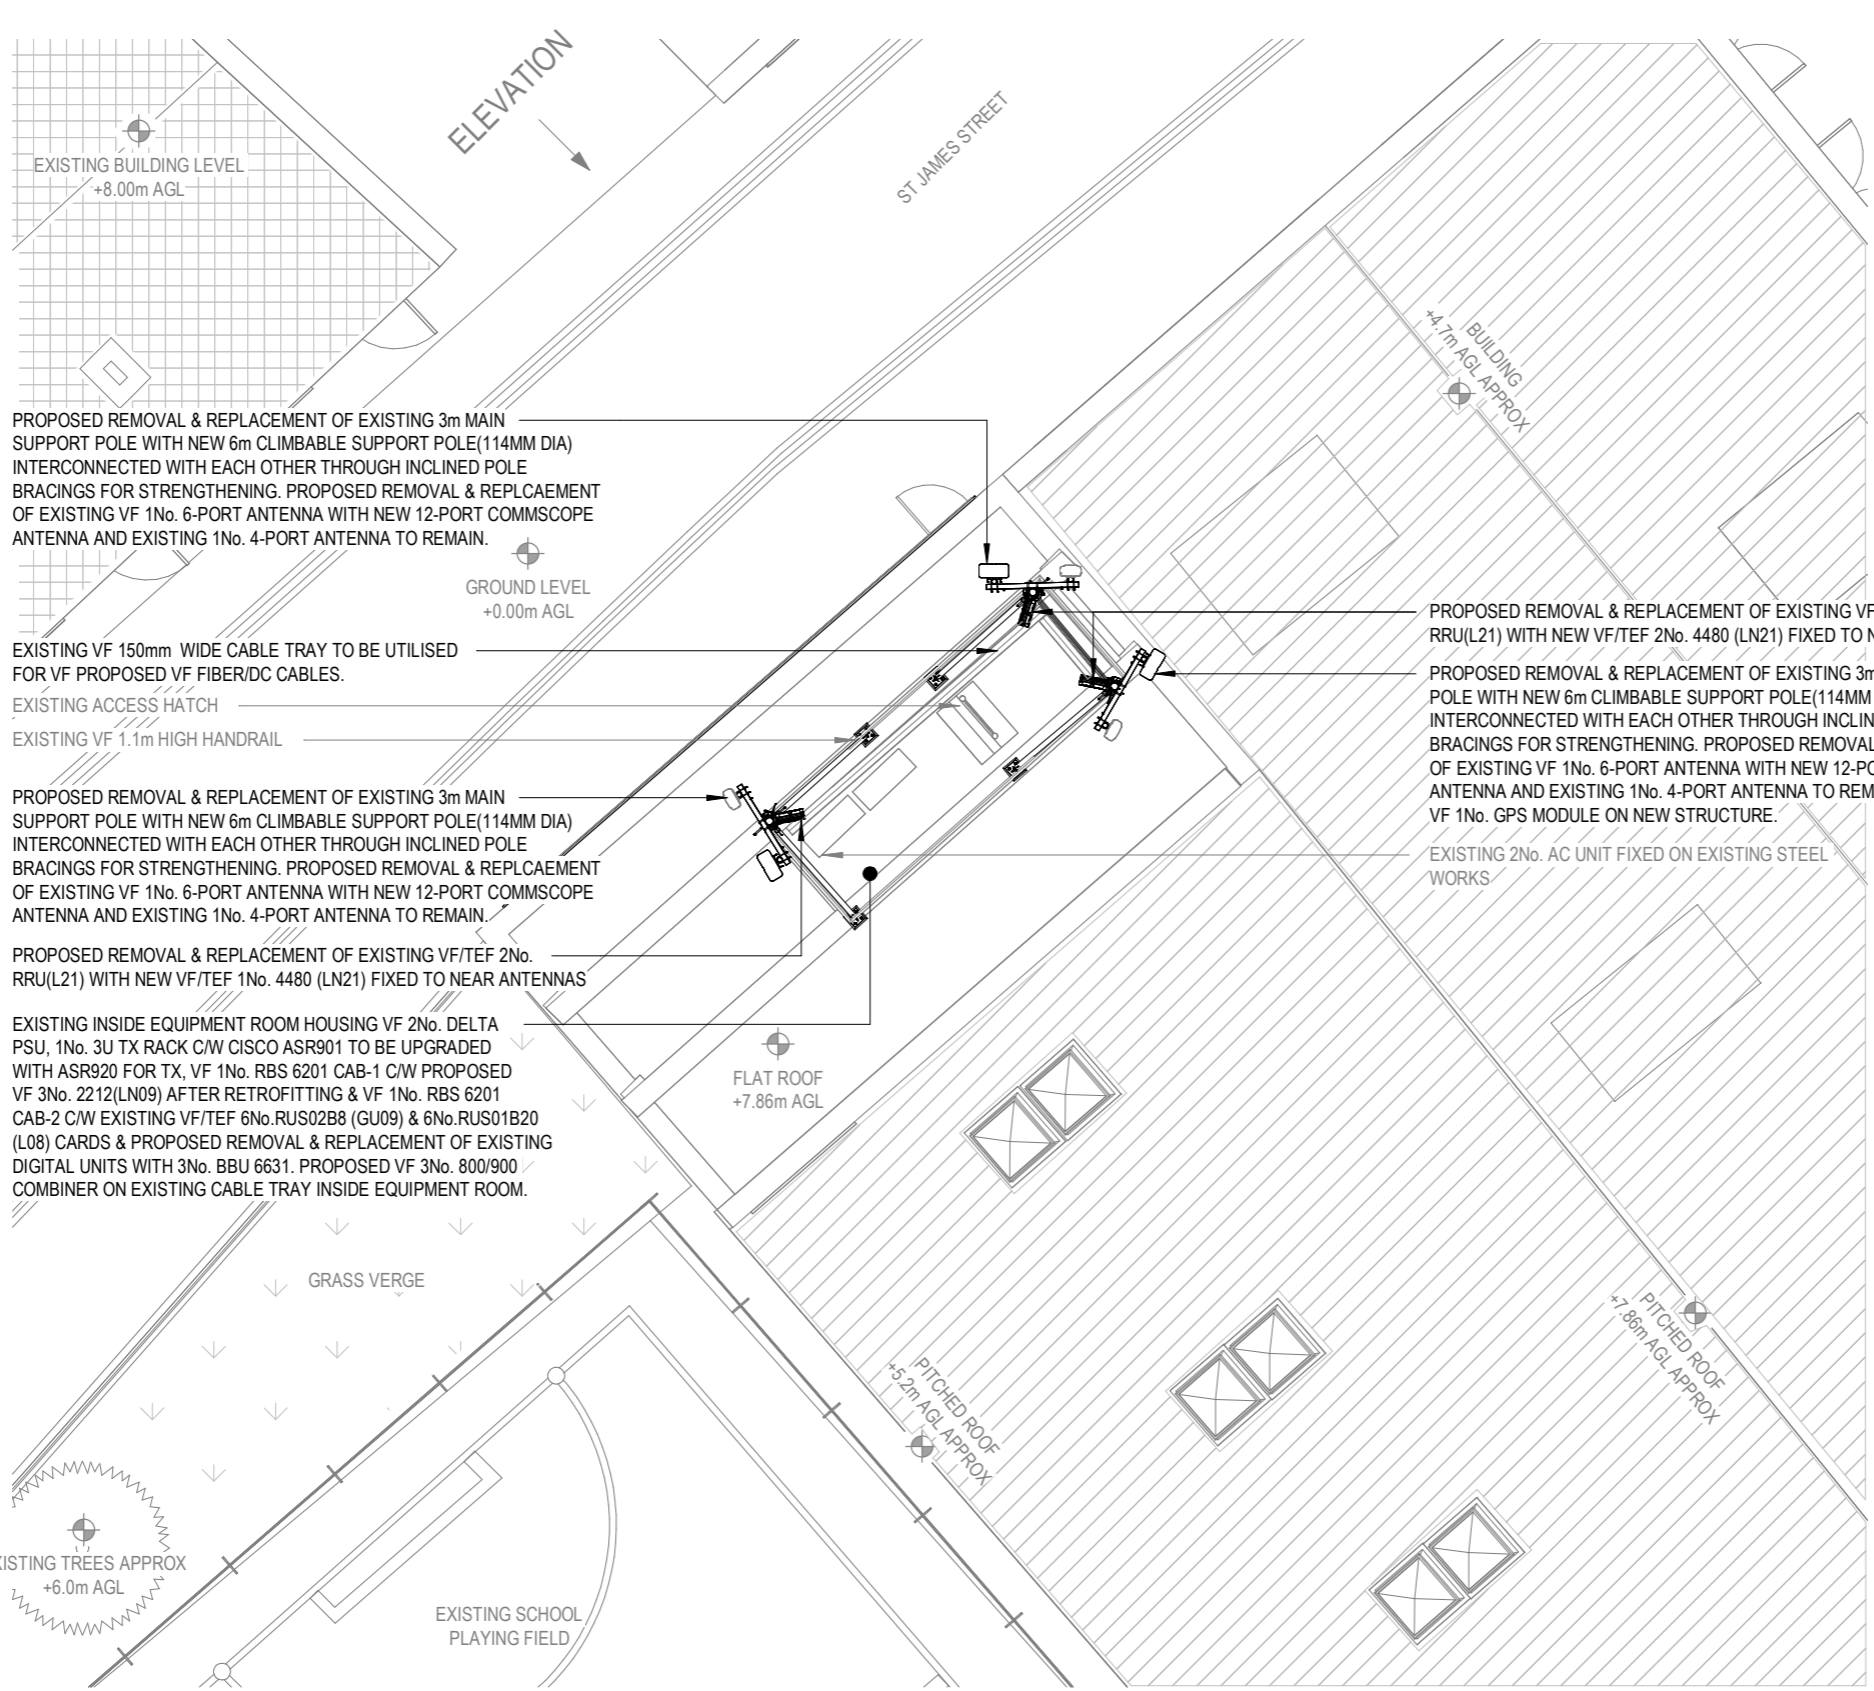 ELEVATION
ST JAMES STREET
EXISTING BUILDING LEVEL
+8.00m AGL
BUILDING
+4.7m AGL APPROX
PROPOSED REMOVAL & REPLACEMENT OF EXISTING 3m MAIN
SUPPORT POLE WITH NEW 6m CLIMBABLE SUPPORT POLE(114MM DIA)
INTERCONNECTED WITH EACH OTHER THROUGH INCLINED POLE
BRACINGS FOR STRENGTHENING. PROPOSED REMOVAL & REPLCAEMENT
OF EXISTING VF 1No. 6-PORT ANTENNA WITH NEW 12-PORT COMMSCOPE
ANTENNA AND EXISTING 1No. 4-PORT ANTENNA TO REMAIN.
GROUND LEVEL
+0.00m AGL
EXISTING VF 150mm WIDE CABLE TRAY TO BE UTILISED
FOR VF PROPOSED VF FIBER/DC CABLES.
EXISTING ACCESS HATCH
EXISTING VF 1.1m HIGH HANDRAIL
PROPOSED REMOVAL & REPLACEMENT OF EXISTING 3m MAIN
SUPPORT POLE WITH NEW 6m CLIMBABLE SUPPORT POLE(114MM DIA)
INTERCONNECTED WITH EACH OTHER THROUGH INCLINED POLE
BRACINGS FOR STRENGTHENING. PROPOSED REMOVAL & REPLCAEMENT
OF EXISTING VF 1No. 6-PORT ANTENNA WITH NEW 12-PORT COMMSCOPE
ANTENNA AND EXISTING 1No. 4-PORT ANTENNA TO REMAIN.
PROPOSED REMOVAL & REPLACEMENT OF EXISTING VF/TEF 2No.
RRU(L21) WITH NEW VF/TEF 1No. 4480 (LN21) FIXED TO NEAR ANTENNAS
EXISTING INSIDE EQUIPMENT ROOM HOUSING VF 2No. DELTA
PSU, 1No. 3U TX RACK C/W CISCO ASR901 TO BE UPGRADED
WITH ASR920 FOR TX, VF 1No. RBS 6201 CAB-1 C/W PROPOSED
VF 3No. 2212(LN09) AFTER RETROFITTING & VF 1No. RBS 6201
CAB-2 C/W EXISTING VF/TEF 6No.RUS02B8 (GU09) & 6No.RUS01B20
(L08) CARDS & PROPOSED REMOVAL & REPLACEMENT OF EXISTING
DIGITAL UNITS WITH 3No. BBU 6631. PROPOSED VF 3No. 800/900
COMBINER ON EXISTING CABLE TRAY INSIDE EQUIPMENT ROOM.
PROPOSED REMOVAL & REPLACEMENT OF EXISTING VF
RRU(L21) WITH NEW VF/TEF 2No. 4480 (LN21) FIXED TO
PROPOSED REMOVAL & REPLACEMENT OF EXISTING 3m
POLE WITH NEW 6m CLIMBABLE SUPPORT POLE(114MM
INTERCONNECTED WITH EACH OTHER THROUGH INCLIN
BRACINGS FOR STRENGTHENING. PROPOSED REMOVAL
OF EXISTING VF 1No. 6-PORT ANTENNA WITH NEW 12-PO
ANTENNA AND EXISTING 1No. 4-PORT ANTENNA TO REM
VF 1No. GPS MODULE ON NEW STRUCTURE.
EXISTING 2No. AC UNIT FIXED ON EXISTING STEEL
WORKS
FLAT ROOF
+7.86m AGL
GRASS VERGE
PITCHED ROOF
+5.2m AGL APPROX
PITCHED ROOF
+7.86m AGL APPROX
XISTING TREES APPROX
+6.0m AGL
EXISTING SCHOOL
PLAYING FIELD